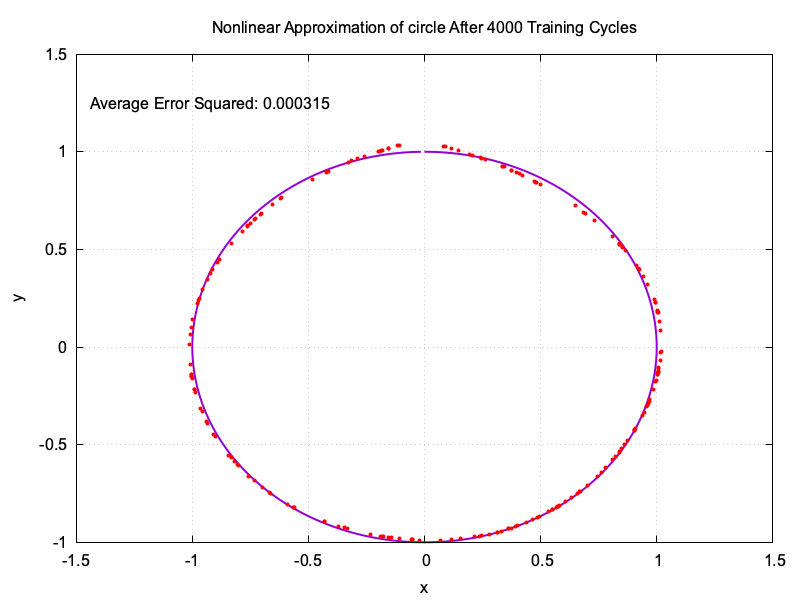 Nonlinear Approximation of circle After 4000 Training Cycles
1.5
Average Error Squared: 0.000315
1
0.5
y
0
-0.5
-1
-1.5 -1 -0.5 0 0.5 1 1.5
x